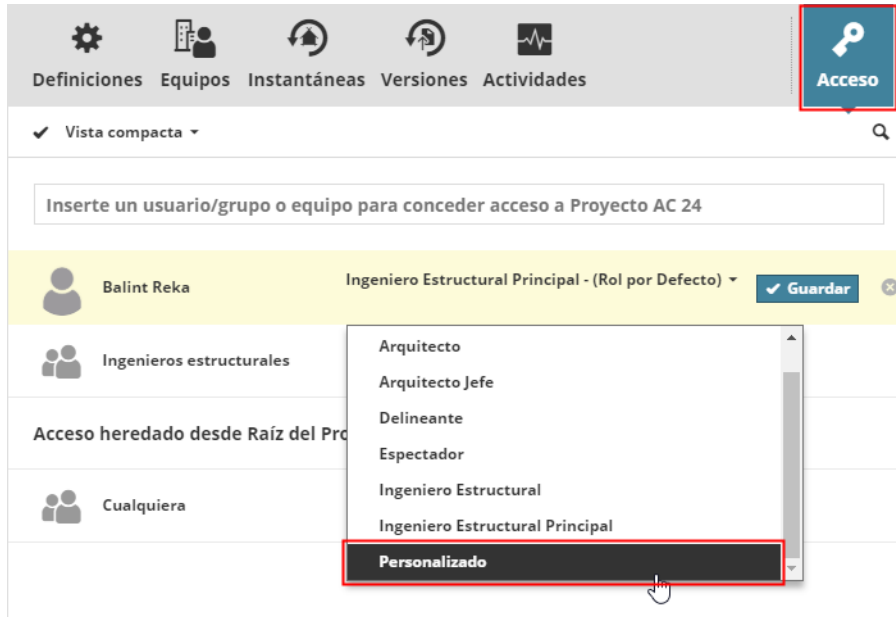 Definiciones Equipos Instantáneas Versiones Actividades Acceso
Vista compacta
Inserte un usuario/grupo o equipo para conceder acceso a Proyecto AC 24
Balint Reka Ingeniero Estructural Principal - (Rol por Defecto) Guardar
Ingenieros estructurales
Arquitecto
Arquitecto Jefe
Delineante
Espectador
Ingeniero Estructural
Ingeniero Estructural Principal
Personalizado
Acceso heredado desde Raíz del Pro
Cualquiera